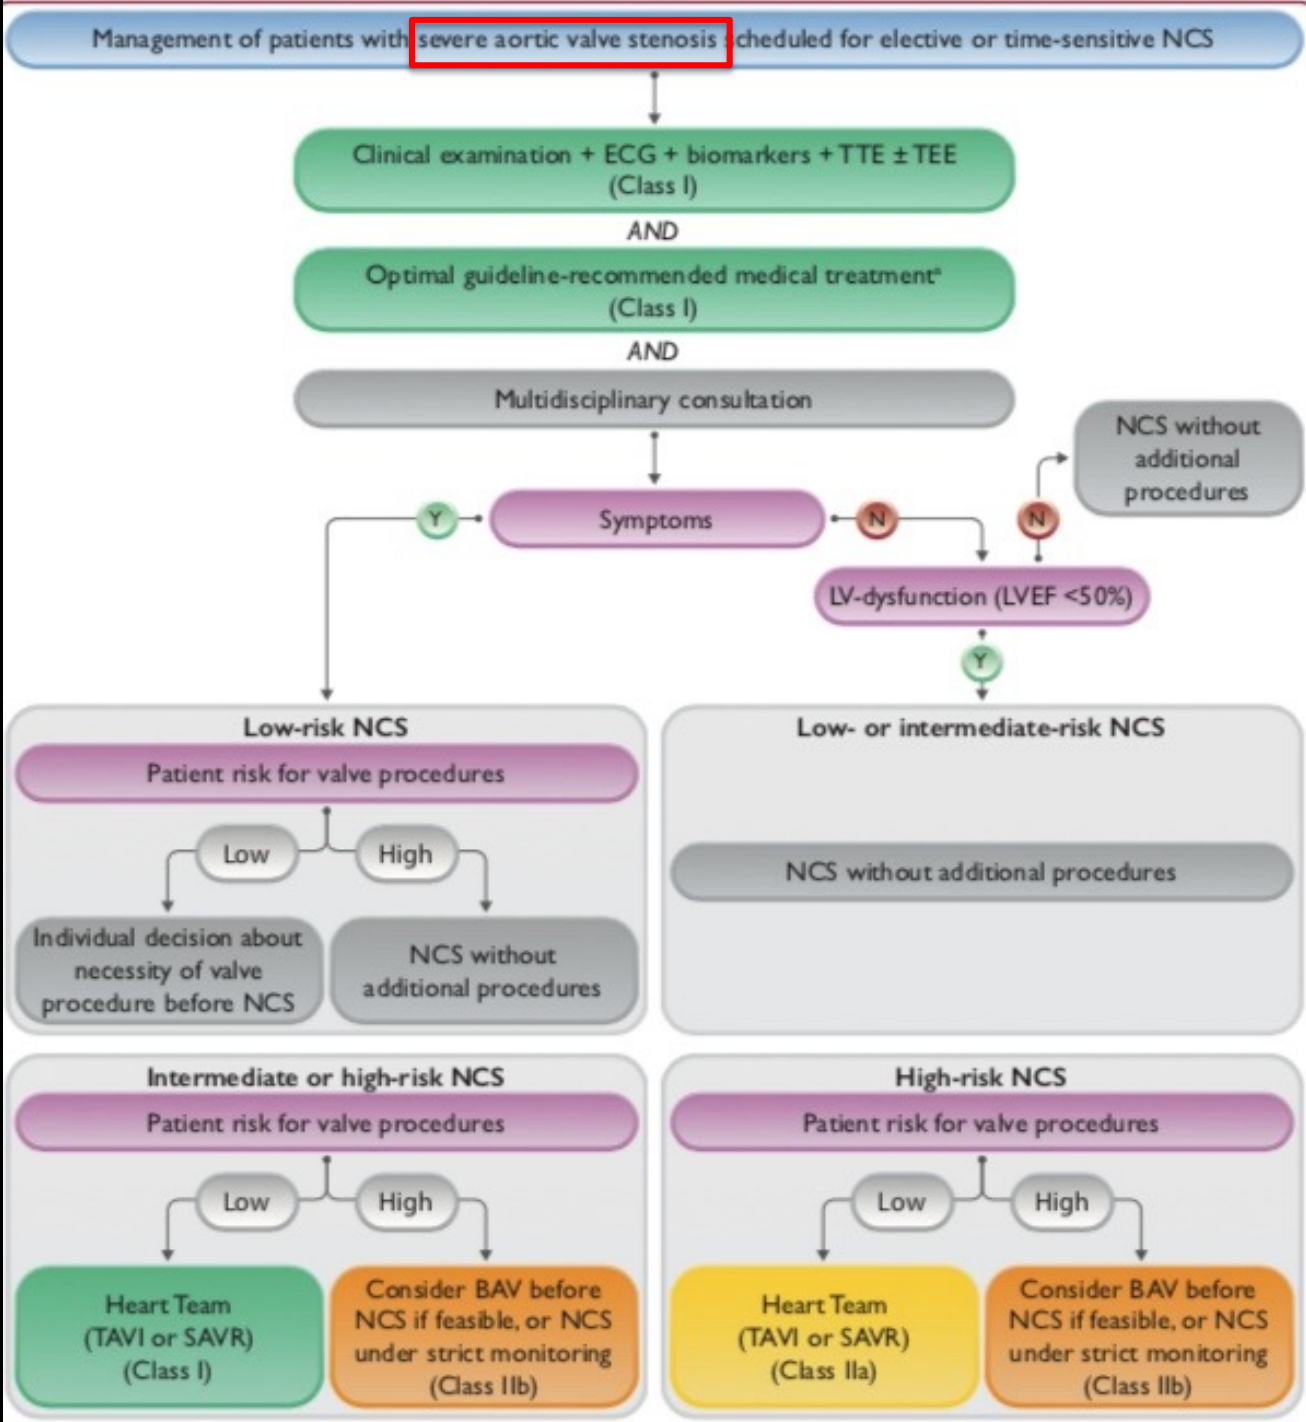 Management of patients with severe aortic valve stenosis scheduled for elective or time-sensitive NCS
Clinical examination + ECG + biomarkers + TTE ± TEE
(Class I)
AND
Optimal guideline-recommended medical treatmentᵃ
(Class I)
AND
Multidisciplinary consultation
NCS without
additional
procedures
Y
Symptoms
N
N
LV-dysfunction (LVEF <50%)
Y
Low-risk NCS
Patient risk for valve procedures
Low
High
Individual decision about
necessity of valve
procedure before NCS
NCS without
additional procedures
Low- or intermediate-risk NCS
NCS without additional procedures
Intermediate or high-risk NCS
Patient risk for valve procedures
Low
High
Heart Team
(TAVI or SAVR)
(Class I)
Consider BAV before
NCS if feasible, or NCS
under strict monitoring
(Class IIb)
High-risk NCS
Patient risk for valve procedures
Low
High
Heart Team
(TAVI or SAVR)
(Class IIa)
Consider BAV before
NCS if feasible, or NCS
under strict monitoring
(Class IIb)